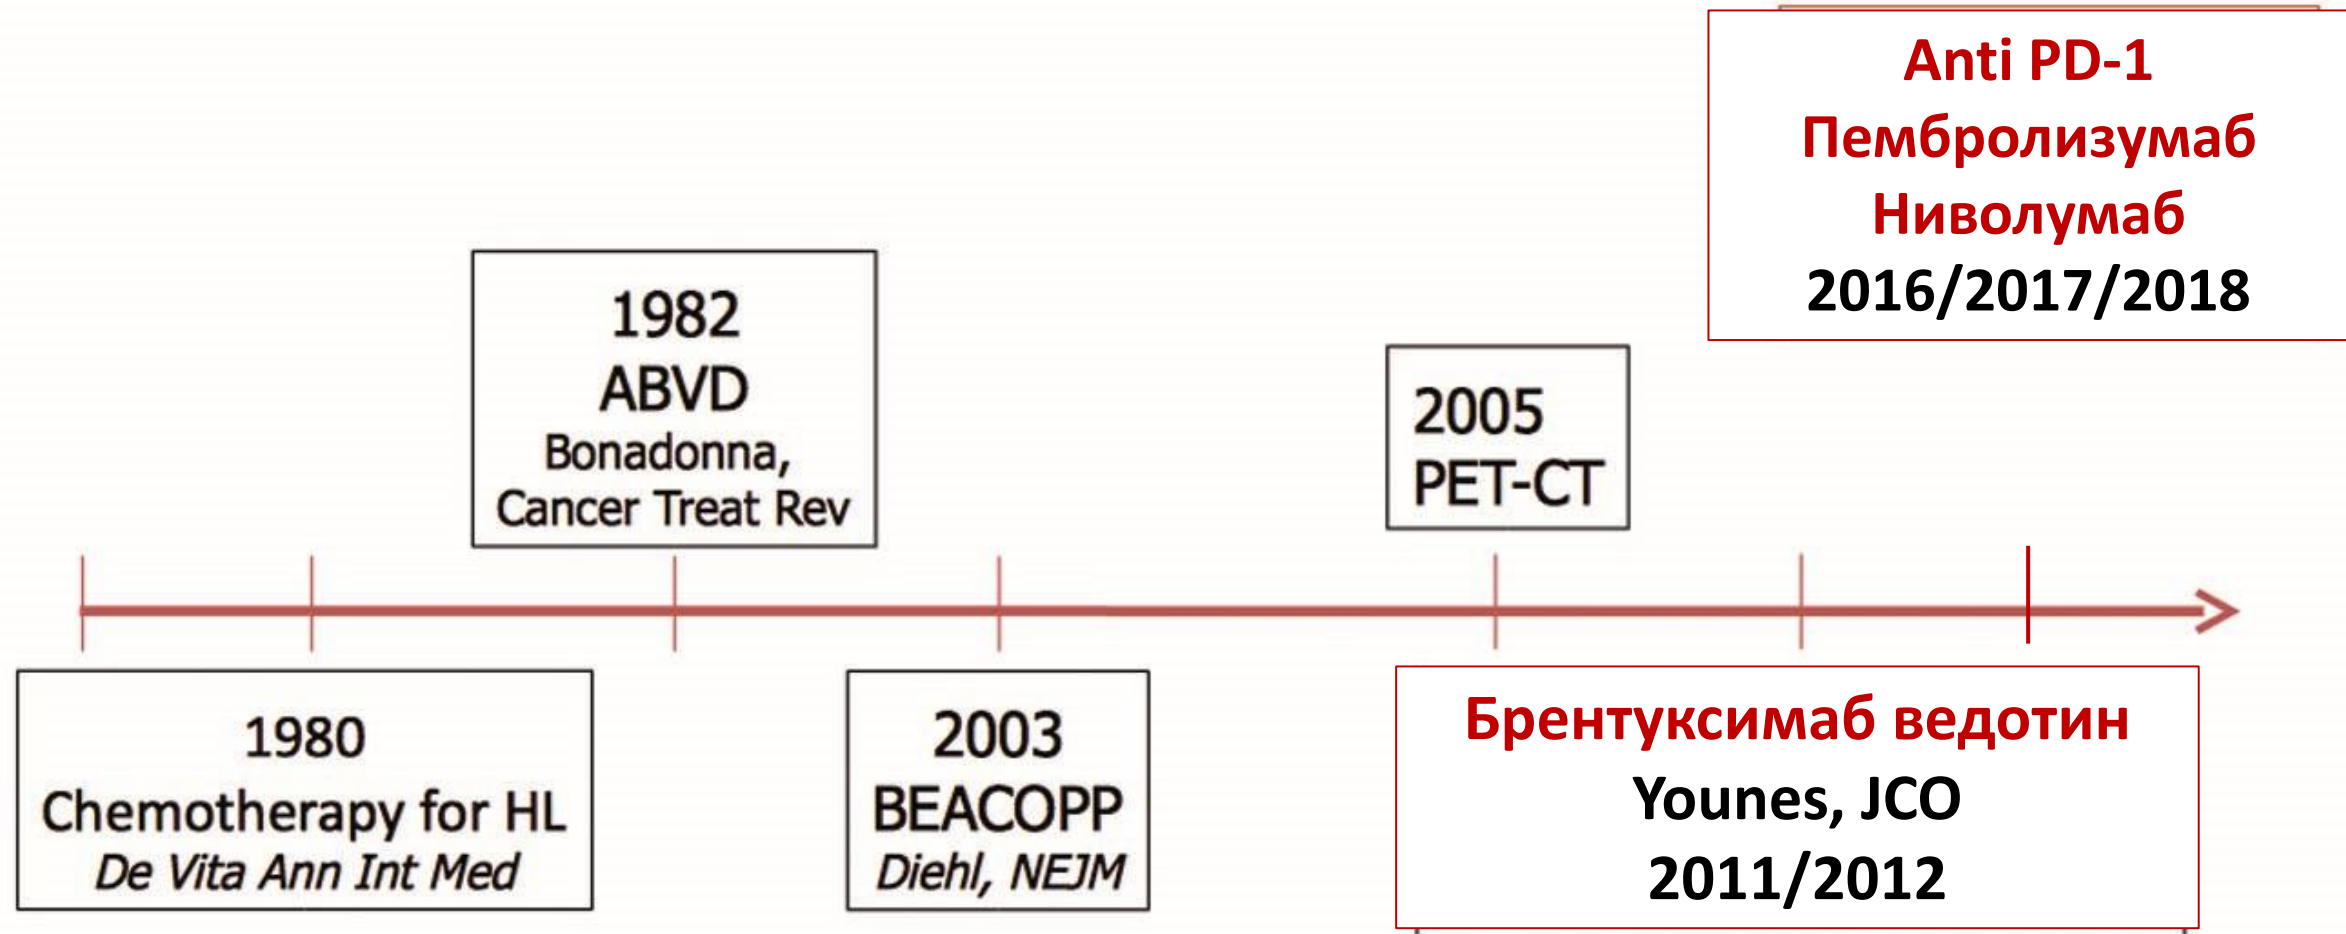 Anti PD-1
Пембролизумаб
Ниволумаб
2016/2017/2018
1982
ABVD
Bonadonna,
Cancer Treat Rev
2005
PET-CT
1980
Chemotherapy for HL
De Vita Ann Int Med
2003
BEACOPP
Diehl, NEJM
Брентуксимаб ведотин
Younes, JCO
2011/2012